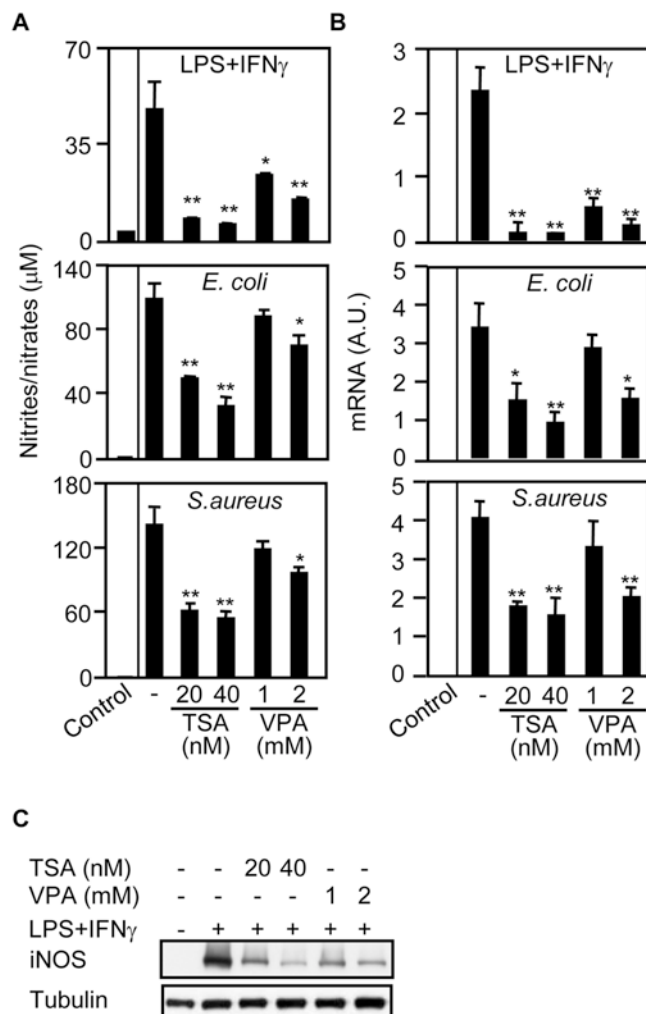 A
B
70
35
0
LPS+IFNγ
**
**
*
**
140
80
40
0
E. coli
**
**
*
180
120
60
0
S.aureus
**
**
*
Nitrites/nitrates (μM)
Control
-
20 40
1 2
TSA
(nM)
VPA
(mM)
3
2
1
0
LPS+IFNγ
**
**
**
**
5
4
3
2
1
0
E. coli
*
**
*
5
4
3
2
1
0
S.aureus
**
**
**
mRNA (A.U.)
Control
-
20 40
1 2
TSA
(nM)
VPA
(mM)
C
TSA (nM) - - 20 40 - -
VPA (mM) - - - - 1 2
LPS+IFNγ - + + + + +
iNOS
Tubulin